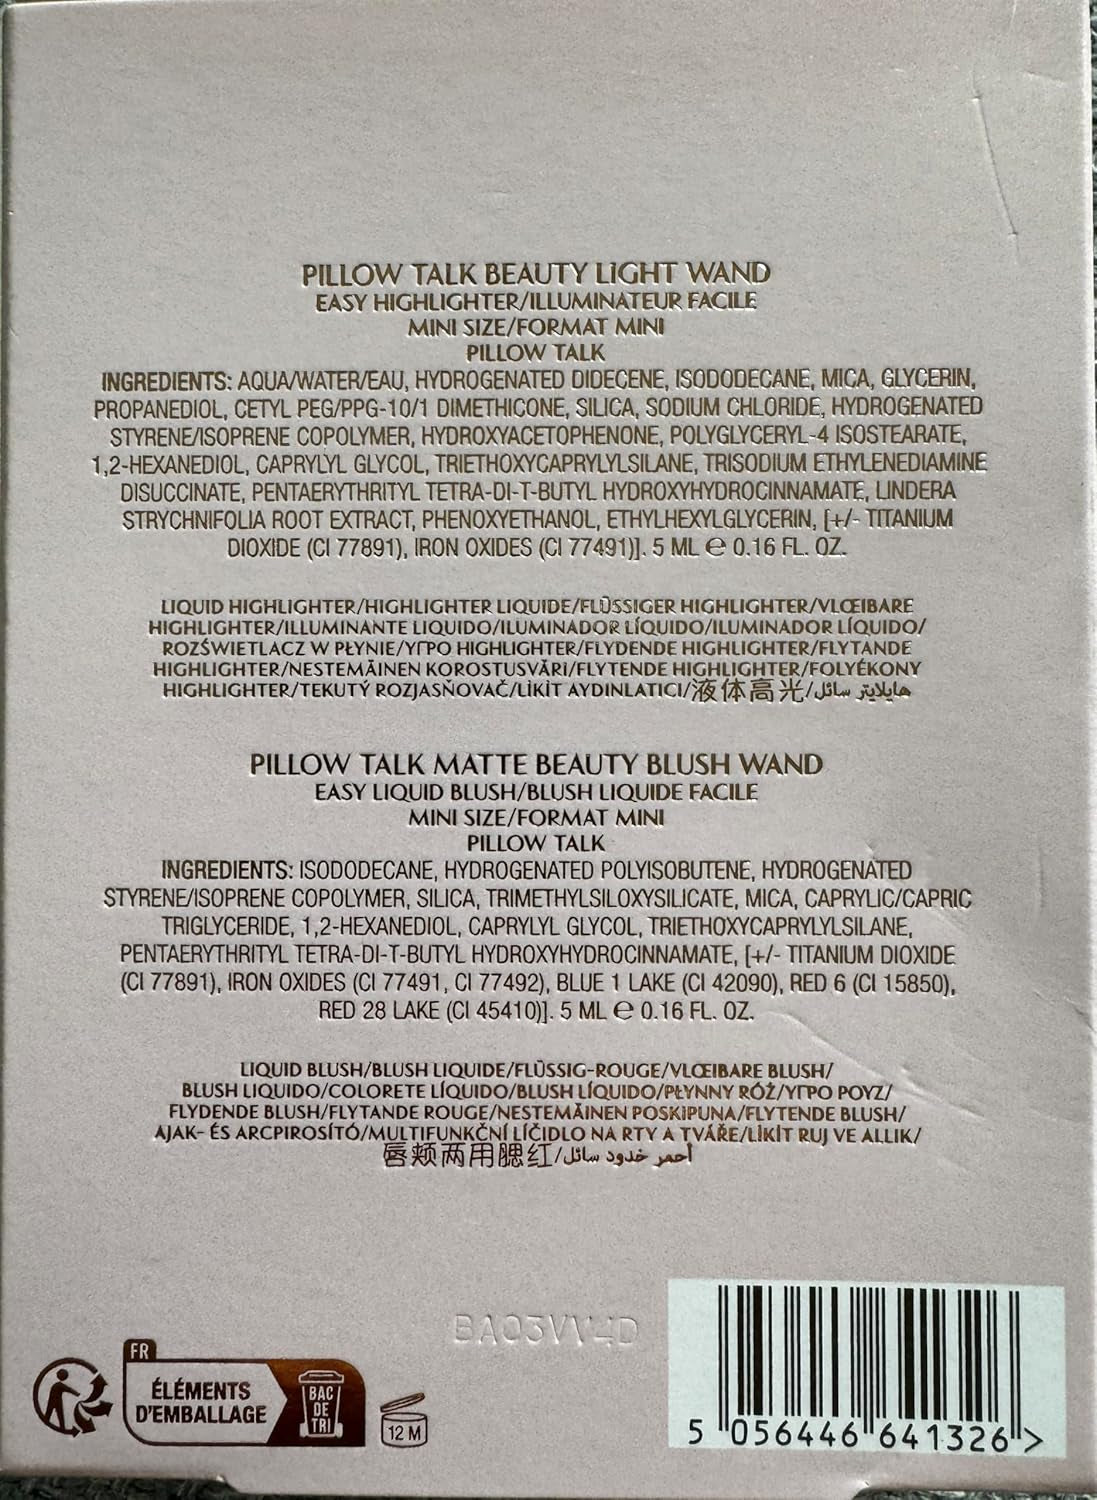 PILLOW TALK BEAUTY LIGHT WAND
EASY HIGHLIGHTER/ILLUMINATEUR FACILE
MINI SIZE/FORMAT MINI
PILLOW TALK
INGREDIENTS: AQUA/WATER/EAU, HYDROGENATED DIDECENE, ISODODECANE, MICA, GLYCERIN,
PROPANEDIOL, CETYL PEG/PPG-10/1 DIMETHICONE, SILICA, SODIUM CHLORIDE, HYDROGENATED
STYRENE/ISOPRENE COPOLYMER, HYDROXYACETOPHENONE, POLYGLYCERYL-4 ISOSTEARATE,
1,2-HEXANEDIOL, CAPRYLYL GLYCOL, TRIETHOXYCAPRYLYLSILANE, TRISODIUM ETHYLENEDIAMINE
DISUCCINATE, PENTAERYTHRITYL TETRA-DI-T-BUTYL HYDROXYHYDROCINNAMATE, LINDERA
STRYCHNIFOLIA ROOT EXTRACT, PHENOXYETHANOL, ETHYLHEXYLGLYCERIN, [+/- TITANIUM
DIOXIDE (CI 77891), IRON OXIDES (CI 77491)]. 5 ML ℮ 0.16 FL. OZ.
LIQUID HIGHLIGHTER/HIGHLIGHTER LIQUIDE/FLÜSSIGER HIGHLIGHTER/VLOEIBARE
HIGHLIGHTER/ILLUMINANTE LIQUIDO/ILUMINADOR LÍQUIDO/ILUMINADOR LÍQUIDO/
ROZŚWIETLACZ W PŁYNIE/ΥΓΡΟ HIGHLIGHTER/FLYDENDE HIGHLIGHTER/FLYTANDE
HIGHLIGHTER/NESTEMÄINEN KOROSTUSVÄRI/FLYTENDE HIGHLIGHTER/FOLYÉKONY
HIGHLIGHTER/TEKUTÝ ROZJASŇOVAČ/LİKİT AYDINLATICI/液体高光/هايلايتر سائل
PILLOW TALK MATTE BEAUTY BLUSH WAND
EASY LIQUID BLUSH/BLUSH LIQUIDE FACILE
MINI SIZE/FORMAT MINI
PILLOW TALK
INGREDIENTS: ISODODECANE, HYDROGENATED POLYISOBUTENE, HYDROGENATED
STYRENE/ISOPRENE COPOLYMER, SILICA, TRIMETHYLSILOXYSILICATE, MICA, CAPRYLIC/CAPRIC
TRIGLYCERIDE, 1,2-HEXANEDIOL, CAPRYLYL GLYCOL, TRIETHOXYCAPRYLYLSILANE,
PENTAERYTHRITYL TETRA-DI-T-BUTYL HYDROXYHYDROCINNAMATE, [+/- TITANIUM DIOXIDE
(CI 77891), IRON OXIDES (CI 77491, CI 77492), BLUE 1 LAKE (CI 42090), RED 6 (CI 15850),
RED 28 LAKE (CI 45410)]. 5 ML ℮ 0.16 FL. OZ.
LIQUID BLUSH/BLUSH LIQUIDE/FLÜSSIG-ROUGE/VLOEIBARE BLUSH/
BLUSH LIQUIDO/COLORETE LÍQUIDO/BLUSH LÍQUIDO/PŁYNNY RÓŻ/ΥΓΡΟ ΡΟΥΖ/
FLYDENDE BLUSH/FLYTANDE ROUGE/NESTEMÄINEN POSKIPUNA/FLYTENDE BLUSH/
AJAK- ÉS ARCPIROSÍTÓ/MULTIFUNKČNÍ LÍČIDLO NA RTY A TVÁŘE/LİKİT RUJ VE ALLIK/
唇颊两用腮红/أحمر خدود سائل
BA03VV4D
FR
ÉLÉMENTS
D'EMBALLAGE
BAC
DE
TRI
12 M
5 056446 641326 >